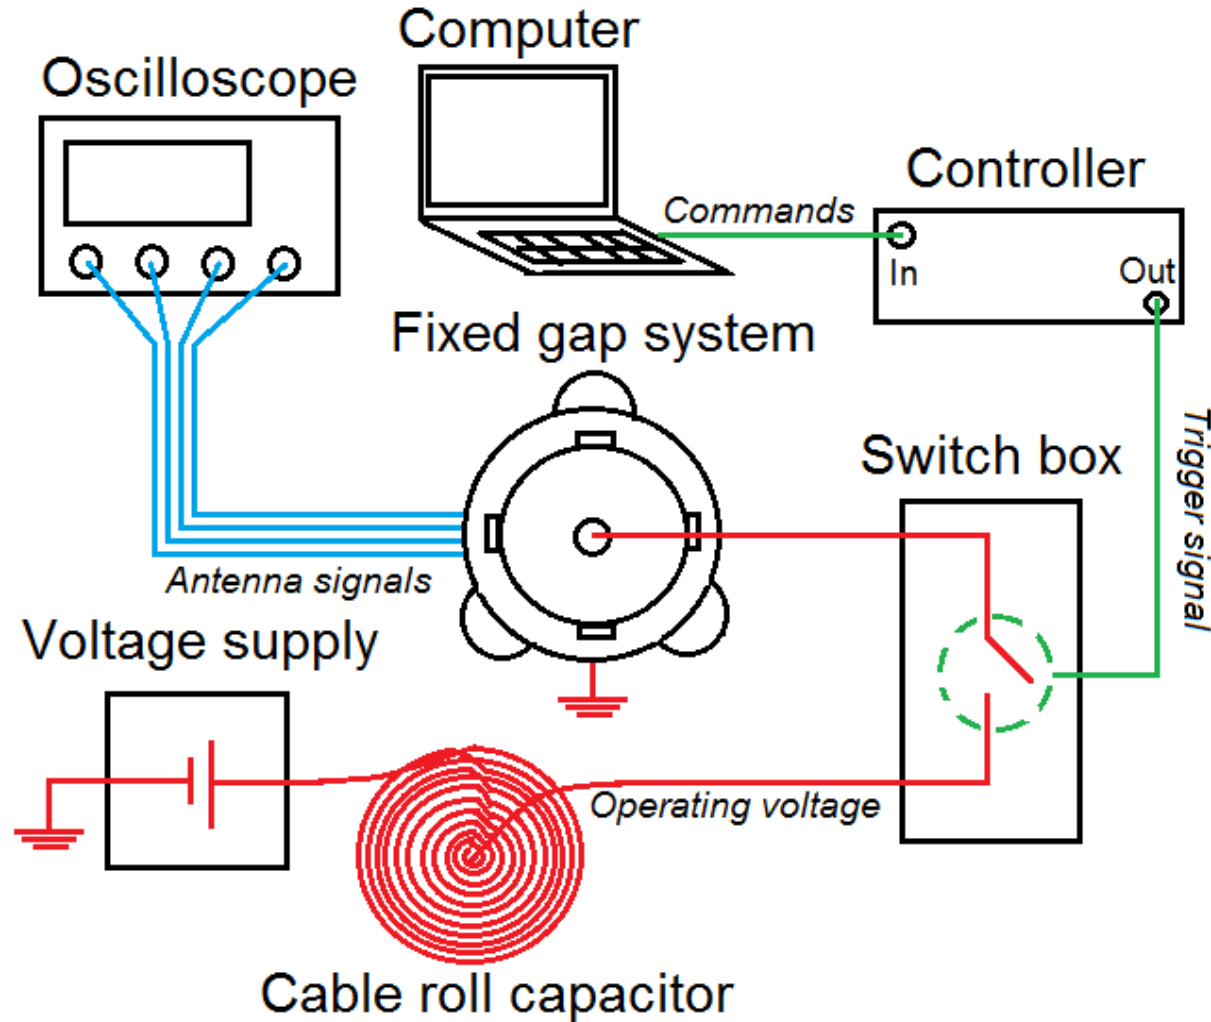 Computer
Oscilloscope
Controller
Commands
In
Out
Fixed gap system
Trigger signal
Switch box
Antenna signals
Voltage supply
Operating voltage
Cable roll capacitor